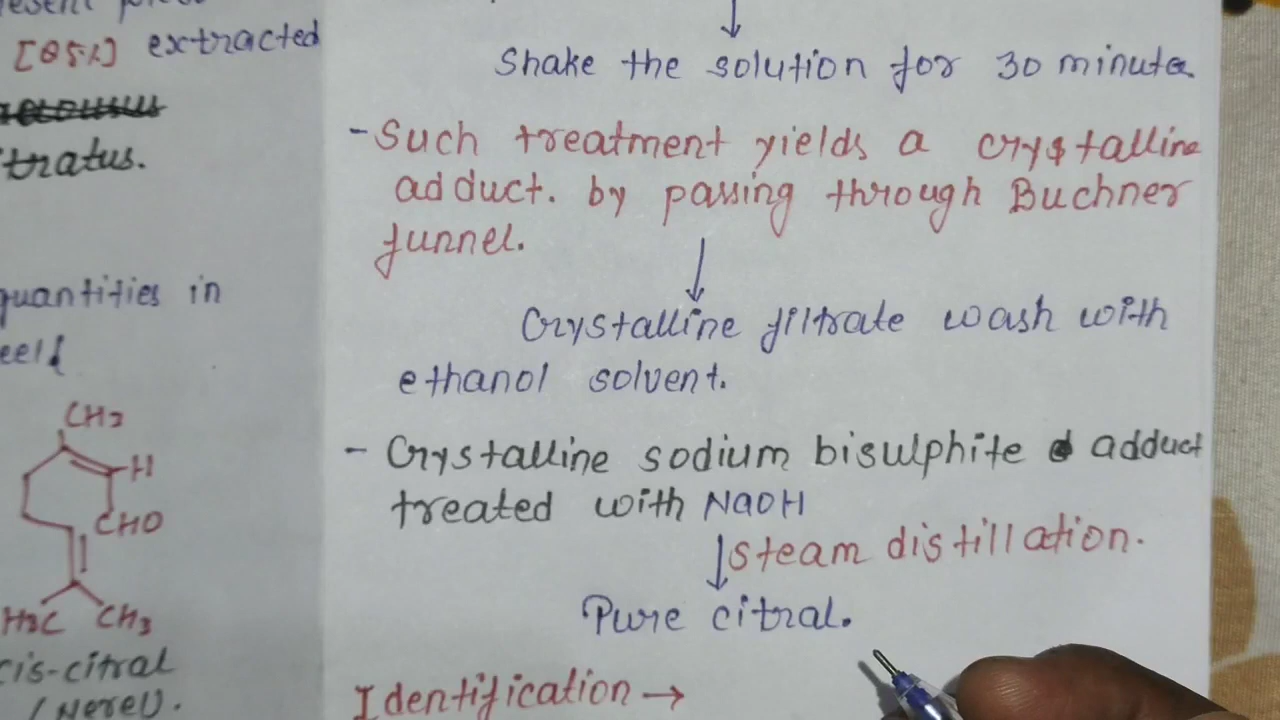 [85%] extracted
tratus.
quantities in
CH3
H
CHO
H3C CH3
cis-citral
(Nerel).
Shake the solution for 30 minute
- Such treatment yields a crystalline
adduct. by passing through Buchner
funnel.
Crystalline filtrate wash with
ethanol solvent.
- Crystalline sodium bisulphite adduct
treated with NaOH
steam distillation.
Pure citral.
Identification →